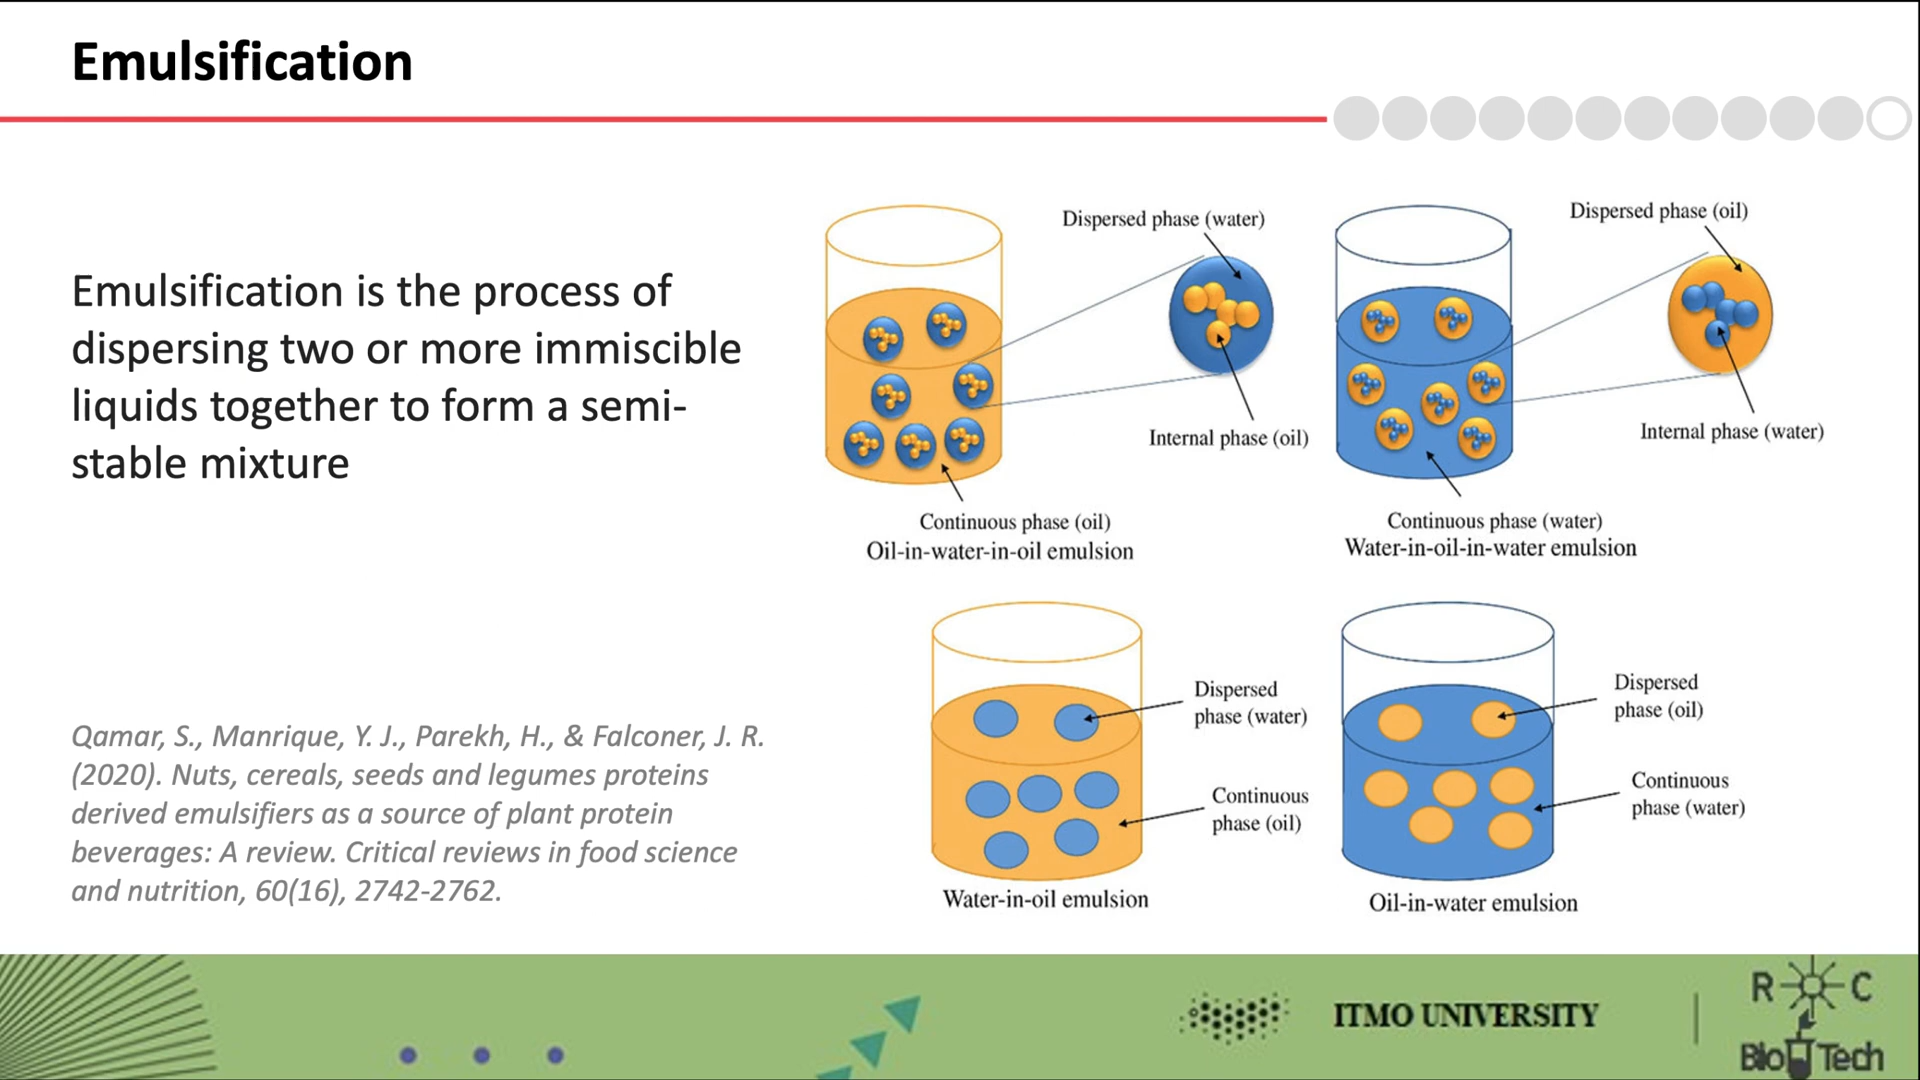 Emulsification
Emulsification is the process of
dispersing two or more immiscible
liquids together to form a semi-
stable mixture
Qamar, S., Manrique, Y. J., Parekh, H., & Falconer, J. R.
(2020). Nuts, cereals, seeds and legumes proteins
derived emulsifiers as a source of plant protein
beverages: A review. Critical reviews in food science
and nutrition, 60(16), 2742-2762.
Dispersed phase (water)
Internal phase (oil)
Continuous phase (oil)
Oil-in-water-in-oil emulsion
Dispersed phase (oil)
Internal phase (water)
Continuous phase (water)
Water-in-oil-in-water emulsion
Dispersed
phase (water)
Continuous
phase (oil)
Water-in-oil emulsion
Dispersed
phase (oil)
Continuous
phase (water)
Oil-in-water emulsion
ITMO UNIVERSITY
R C
Bio Tech